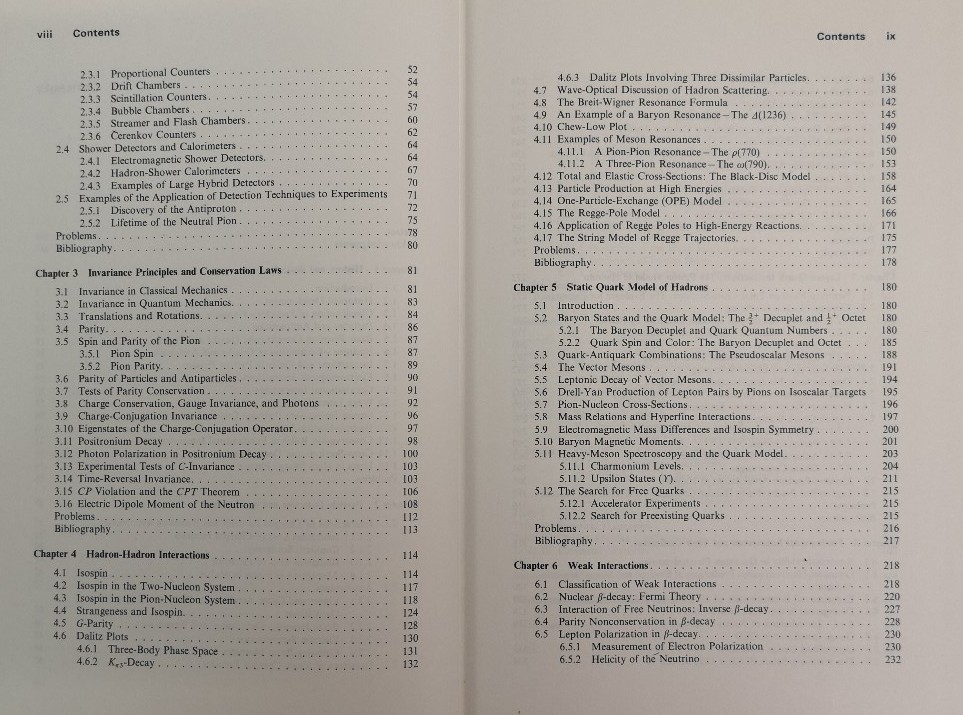 viii Contents
2.3.1 Proportional Counters . . . 52
2.3.2 Drift Chambers . . . 54
2.3.3 Scintillation Counters . . . 54
2.3.4 Bubble Chambers . . . 57
2.3.5 Streamer and Flash Chambers . . . 60
2.3.6 Čerenkov Counters . . . 62
2.4 Shower Detectors and Calorimeters . . . 64
2.4.1 Electromagnetic Shower Detectors. . . . 64
2.4.2 Hadron-Shower Calorimeters . . . 67
2.4.3 Examples of Large Hybrid Detectors . . . 70
2.5 Examples of the Application of Detection Techniques to Experiments 71
2.5.1 Discovery of the Antiproton . . . 72
2.5.2 Lifetime of the Neutral Pion . . . 75
Problems . . . 78
Bibliography . . . 80
Chapter 3 Invariance Principles and Conservation Laws . . . 81
3.1 Invariance in Classical Mechanics . . . 81
3.2 Invariance in Quantum Mechanics. . . . 83
3.3 Translations and Rotations. . . . 84
3.4 Parity. . . . 86
3.5 Spin and Parity of the Pion . . . 87
3.5.1 Pion Spin . . . 87
3.5.2 Pion Parity. . . . 89
3.6 Parity of Particles and Antiparticles . . . 90
3.7 Tests of Parity Conservation . . . 91
3.8 Charge Conservation, Gauge Invariance, and Photons . . . 92
3.9 Charge-Conjugation Invariance . . . 96
3.10 Eigenstates of the Charge-Conjugation Operator. . . . 97
3.11 Positronium Decay . . . 98
3.12 Photon Polarization in Positronium Decay . . . 100
3.13 Experimental Tests of C-Invariance . . . 103
3.14 Time-Reversal Invariance. . . . 103
3.15 CP Violation and the CPT Theorem . . . 106
3.16 Electric Dipole Moment of the Neutron . . . 108
Problems . . . 112
Bibliography . . . 113
Chapter 4 Hadron-Hadron Interactions . . . 114
4.1 Isospin . . . 114
4.2 Isospin in the Two-Nucleon System . . . 117
4.3 Isospin in the Pion-Nucleon System . . . 118
4.4 Strangeness and Isospin. . . . 124
4.5 G-Parity . . . 128
4.6 Dalitz Plots . . . 130
4.6.1 Three-Body Phase Space . . . 131
4.6.2 Kπ3-Decay . . . 132
Contents ix
4.6.3 Dalitz Plots Involving Three Dissimilar Particles. . . . 136
4.7 Wave-Optical Discussion of Hadron Scattering. . . . 138
4.8 The Breit-Wigner Resonance Formula . . . 142
4.9 An Example of a Baryon Resonance—The Δ(1236) . . . 145
4.10 Chew-Low Plot . . . 149
4.11 Examples of Meson Resonances . . . 150
4.11.1 A Pion-Pion Resonance—The ρ(770) . . . 150
4.11.2 A Three-Pion Resonance—The ω(790). . . . 153
4.12 Total and Elastic Cross-Sections: The Black-Disc Model . . . 158
4.13 Particle Production at High Energies . . . 164
4.14 One-Particle-Exchange (OPE) Model . . . 165
4.15 The Regge-Pole Model . . . 166
4.16 Application of Regge Poles to High-Energy Reactions. . . . 171
4.17 The String Model of Regge Trajectories. . . . 175
Problems . . . 177
Bibliography . . . 178
Chapter 5 Static Quark Model of Hadrons . . . 180
5.1 Introduction . . . 180
5.2 Baryon States and the Quark Model: The 3/2⁺ Decuplet and 1/2⁺ Octet 180
5.2.1 The Baryon Decuplet and Quark Quantum Numbers . . . 180
5.2.2 Quark Spin and Color: The Baryon Decuplet and Octet . . . 185
5.3 Quark-Antiquark Combinations: The Pseudoscalar Mesons . . . 188
5.4 The Vector Mesons . . . 191
5.5 Leptonic Decay of Vector Mesons . . . 194
5.6 Drell-Yan Production of Lepton Pairs by Pions on Isoscalar Targets 195
5.7 Pion-Nucleon Cross-Sections . . . 196
5.8 Mass Relations and Hyperfine Interactions . . . 197
5.9 Electromagnetic Mass Differences and Isospin Symmetry . . . 200
5.10 Baryon Magnetic Moments. . . . 201
5.11 Heavy-Meson Spectroscopy and the Quark Model . . . 203
5.11.1 Charmonium Levels. . . . 204
5.11.2 Upsilon States (ϒ). . . . 211
5.12 The Search for Free Quarks . . . 215
5.12.1 Accelerator Experiments . . . 215
5.12.2 Search for Preexisting Quarks . . . 215
Problems . . . 216
Bibliography . . . 217
Chapter 6 Weak Interactions . . . 218
6.1 Classification of Weak Interactions . . . 218
6.2 Nuclear β-decay: Fermi Theory . . . 220
6.3 Interaction of Free Neutrinos: Inverse β-decay . . . 227
6.4 Parity Nonconservation in β-decay . . . 228
6.5 Lepton Polarization in β-decay. . . . 230
6.5.1 Measurement of Electron Polarization . . . 230
6.5.2 Helicity of the Neutrino . . . 232